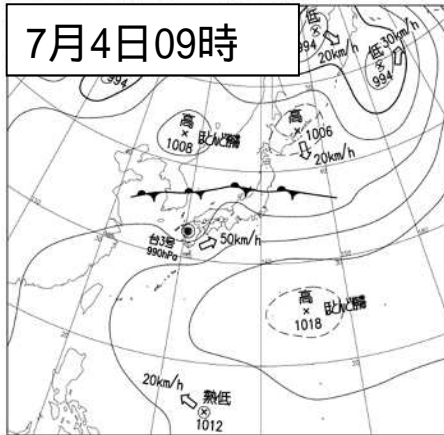 7月4日09時
低
994
20km/h
低
30km/h
994
994
高
1008
ほとんど停滞
高
1006
20km/h
台3号
990hPa
50km/h
高
ほとんど停滞
1018
20km/h
熱低
1012